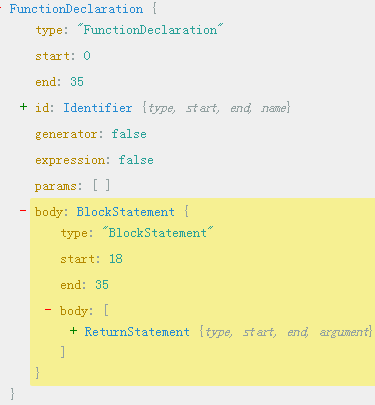 - FunctionDeclaration {
type: "FunctionDeclaration"
start: 0
end: 35
+ id: Identifier {type, start, end, name}
generator: false
expression: false
params: [ ]
- body: BlockStatement {
type: "BlockStatement"
start: 18
end: 35
- body: [
+ ReturnStatement {type, start, end, argument}
]
}
}